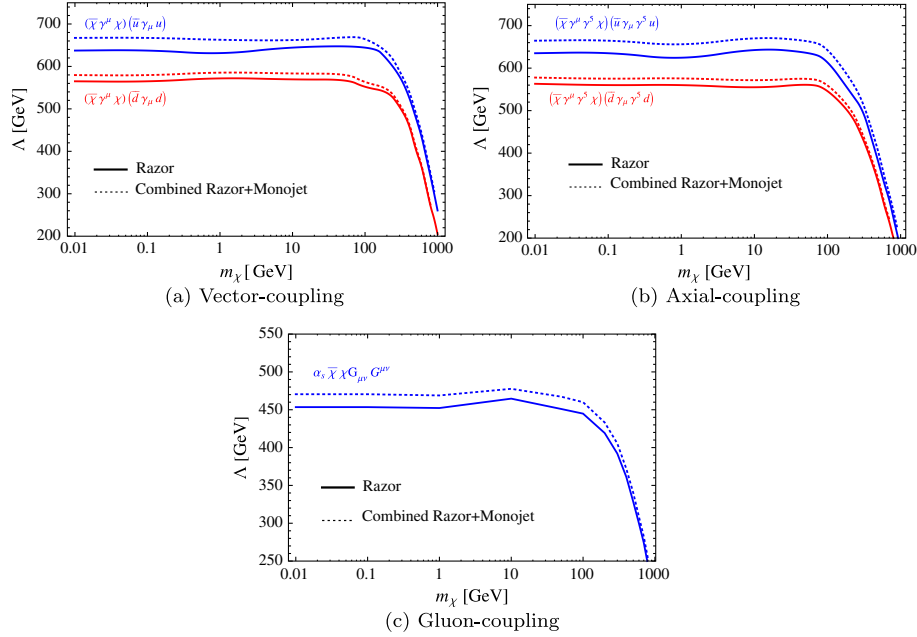 (χ̄ γ^μ χ)(ū γ_μ u)
(χ̄ γ^μ χ)(d̄ γ_μ d)
Razor
Combined Razor+Monojet
Λ [GeV]
700
600
500
400
300
200
0.01 0.1 1 10 100 1000
m_χ [GeV]
(a) Vector-coupling
(χ̄ γ^μ γ^5 χ)(ū γ_μ γ^5 u)
(χ̄ γ^μ γ^5 χ)(d̄ γ_μ γ^5 d)
Razor
Combined Razor+Monojet
Λ [GeV]
700
600
500
400
300
200
0.01 0.1 1 10 100 1000
m_χ [GeV]
(b) Axial-coupling
α_s χ̄ χ G_μν G^μν
Razor
Combined Razor+Monojet
Λ [GeV]
550
500
450
400
350
300
250
0.01 0.1 1 10 100 1000
m_χ [GeV]
(c) Gluon-coupling